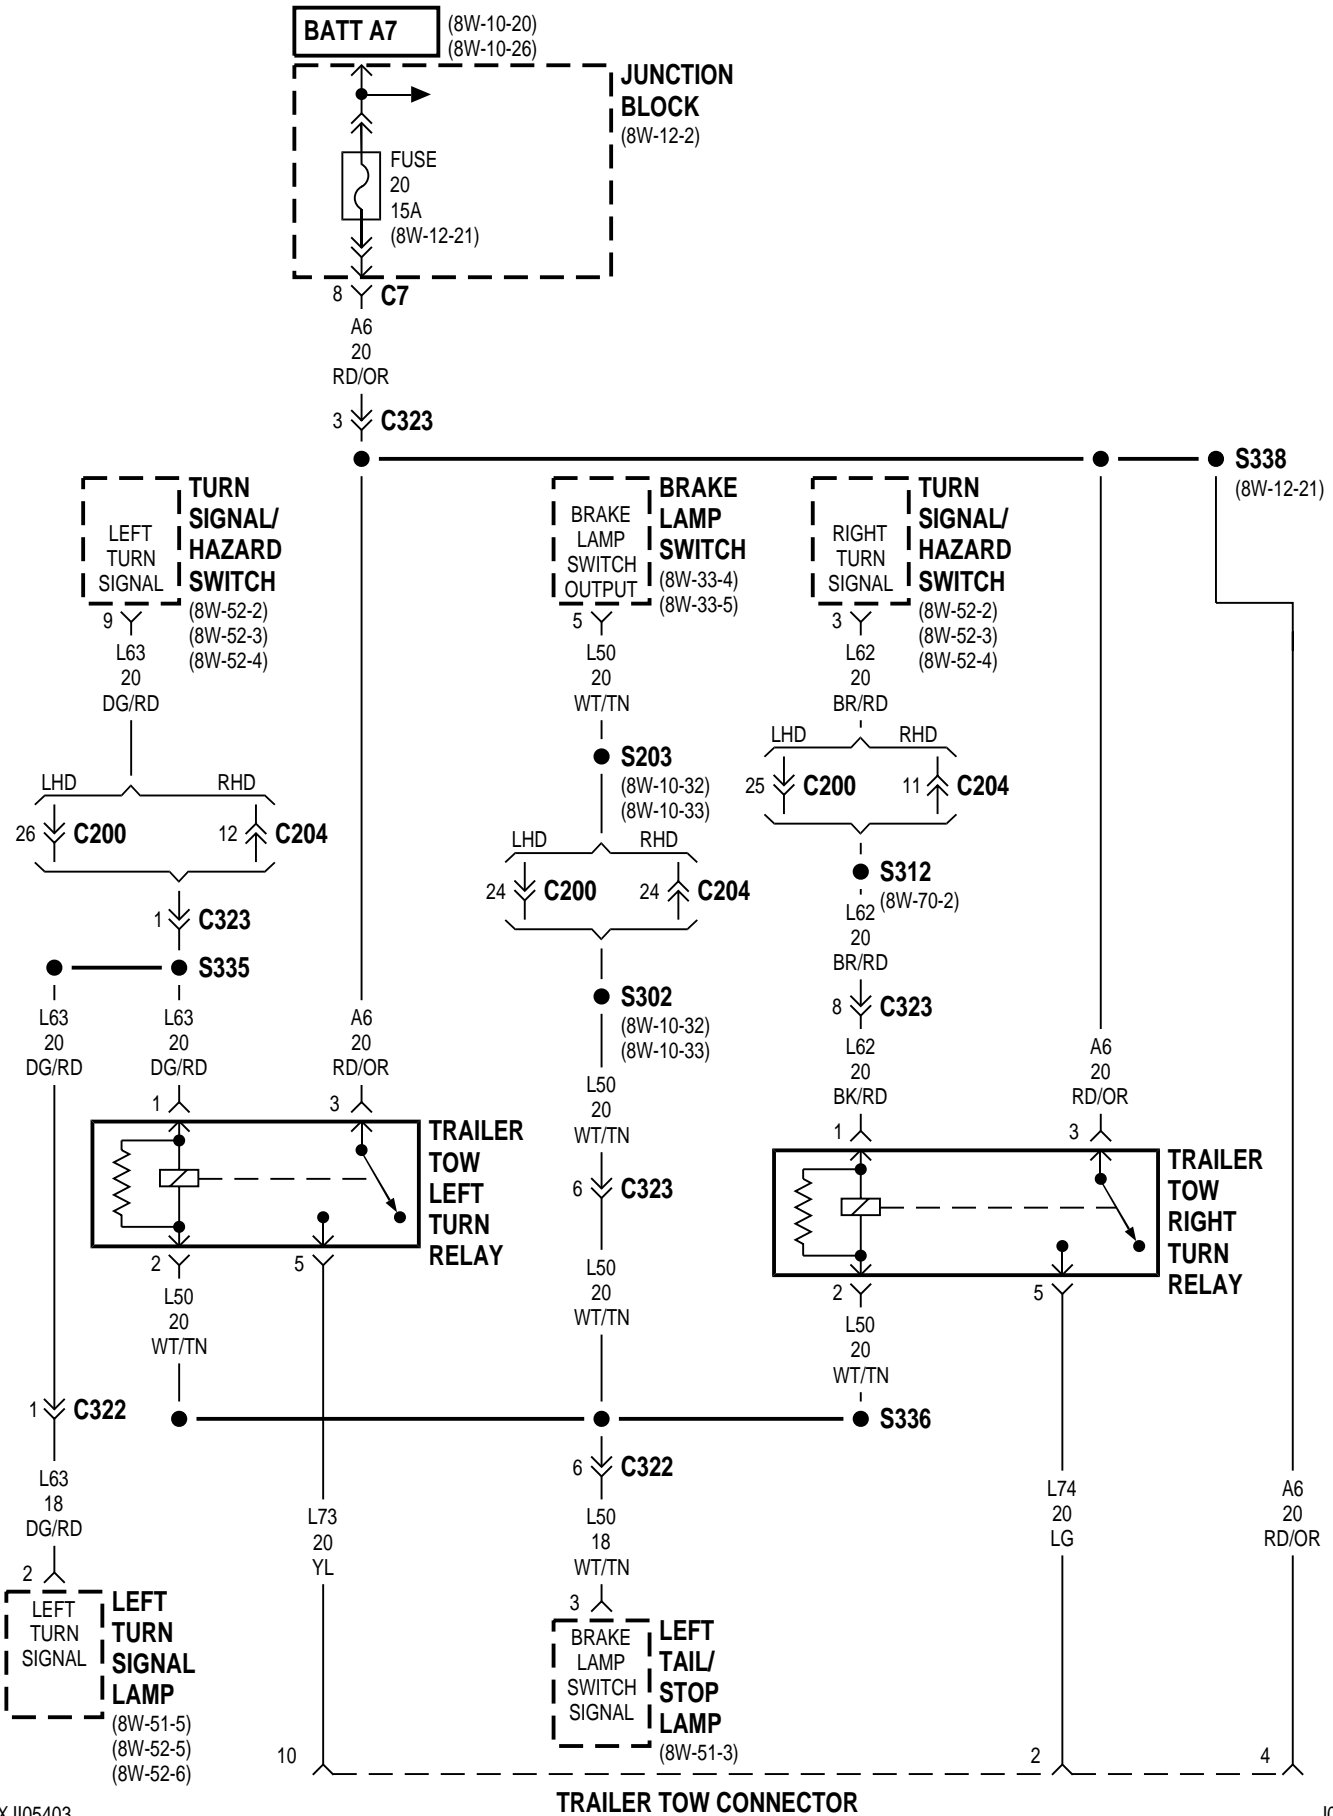 BATT A7
(8W-10-20)
(8W-10-26)
JUNCTION
BLOCK
(8W-12-2)
FUSE
20
15A
(8W-12-21)
8
C7
A6
20
RD/OR
3
C323
S338
(8W-12-21)
LEFT
TURN
SIGNAL
TURN
SIGNAL/
HAZARD
SWITCH
(8W-52-2)
(8W-52-3)
(8W-52-4)
9
L63
20
DG/RD
LHD
RHD
26
C200
12
C204
1
C323
S335
L63
20
DG/RD
L63
20
DG/RD
A6
20
RD/OR
1
3
TRAILER
TOW
LEFT
TURN
RELAY
2
5
L50
20
WT/TN
1
C322
L63
18
DG/RD
2
LEFT
TURN
SIGNAL
LEFT
TURN
SIGNAL
LAMP
(8W-51-5)
(8W-52-5)
(8W-52-6)
L73
20
YL
10
BRAKE
LAMP
SWITCH
OUTPUT
BRAKE
LAMP
SWITCH
(8W-33-4)
(8W-33-5)
5
L50
20
WT/TN
S203
(8W-10-32)
(8W-10-33)
LHD
RHD
24
C200
24
C204
S302
(8W-10-32)
(8W-10-33)
L50
20
WT/TN
6
C323
L50
20
WT/TN
6
C322
L50
18
WT/TN
3
BRAKE
LAMP
SWITCH
SIGNAL
LEFT
TAIL/
STOP
LAMP
(8W-51-3)
RIGHT
TURN
SIGNAL
TURN
SIGNAL/
HAZARD
SWITCH
(8W-52-2)
(8W-52-3)
(8W-52-4)
3
L62
20
BR/RD
LHD
RHD
25
C200
11
C204
S312
(8W-70-2)
L62
20
BR/RD
8
C323
L62
20
BK/RD
A6
20
RD/OR
1
3
TRAILER
TOW
RIGHT
TURN
RELAY
2
5
L50
20
WT/TN
S336
L74
20
LG
2
A6
20
RD/OR
4
TRAILER TOW CONNECTOR